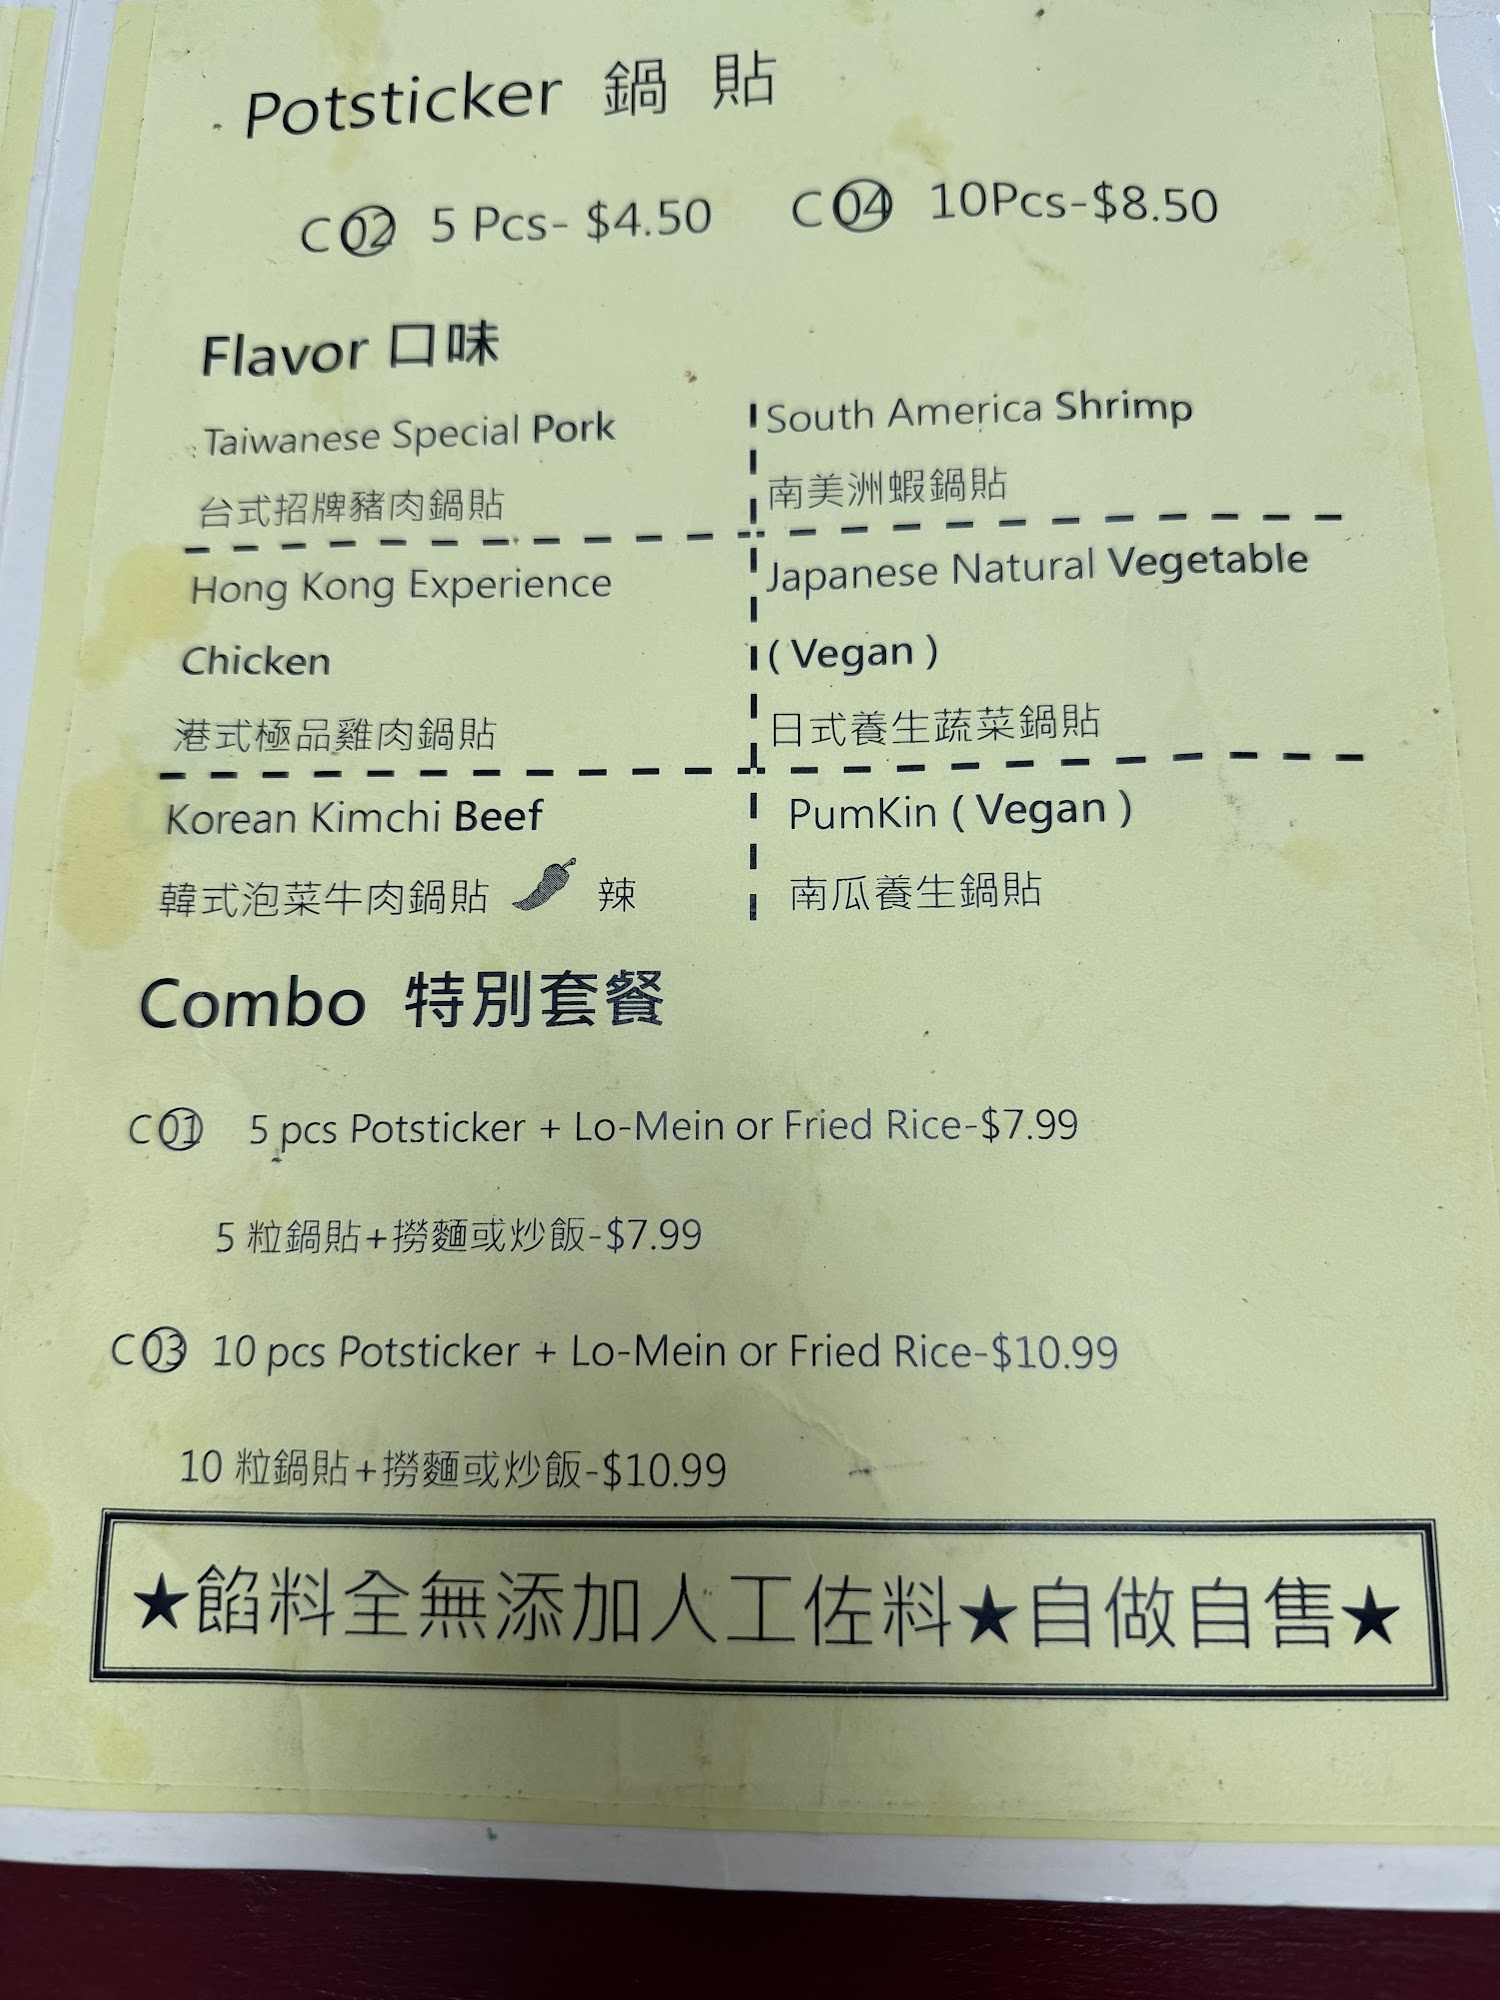 Potsticker 鍋 貼
C 02 5 Pcs- $4.50 C 04 10Pcs-$8.50
Flavor 口味
Taiwanese Special Pork
台式招牌豬肉鍋貼
South America Shrimp
南美洲蝦鍋貼
Hong Kong Experience
Chicken
港式極品雞肉鍋貼
Japanese Natural Vegetable
( Vegan )
日式養生蔬菜鍋貼
Korean Kimchi Beef
韓式泡菜牛肉鍋貼 辣
PumKin ( Vegan )
南瓜養生鍋貼
Combo 特別套餐
C 01 5 pcs Potsticker + Lo-Mein or Fried Rice-$7.99
5 粒鍋貼+撈麵或炒飯-$7.99
C 03 10 pcs Potsticker + Lo-Mein or Fried Rice-$10.99
10 粒鍋貼+撈麵或炒飯-$10.99
★餡料全無添加人工佐料★自做自售★